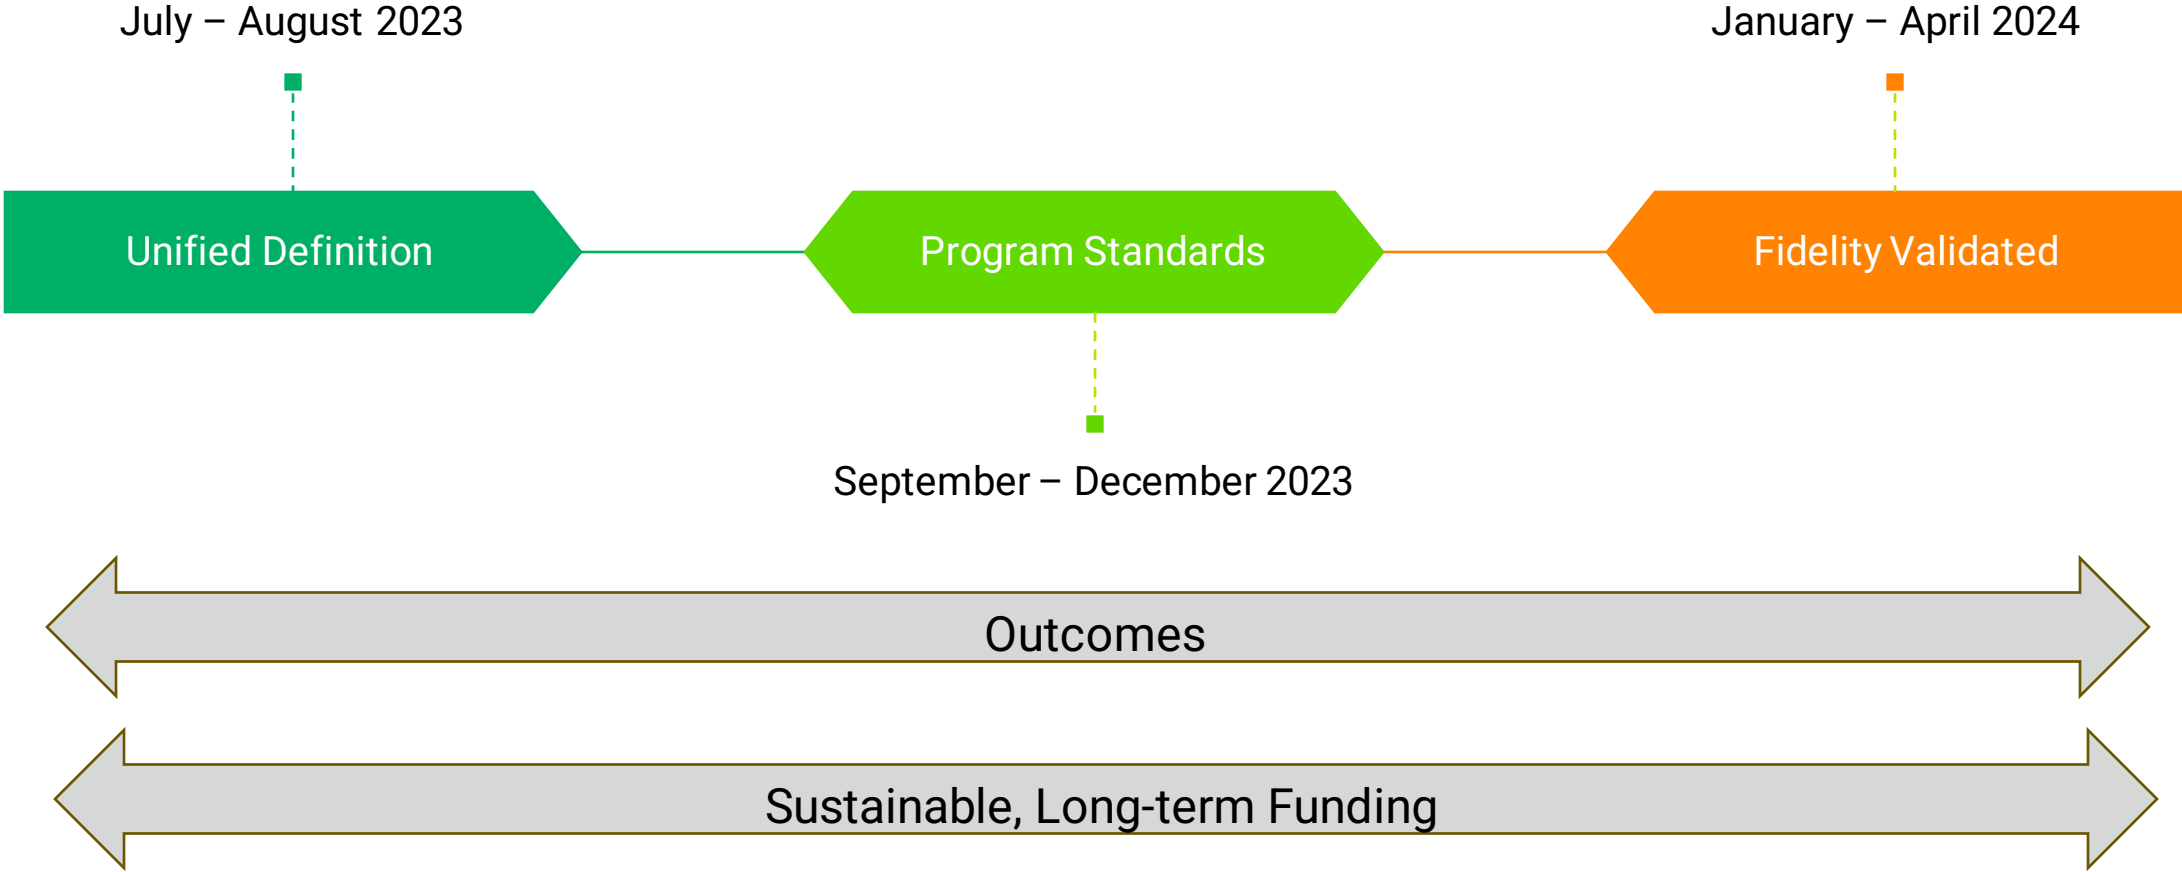 July – August 2023
January – April 2024
Unified Definition
Program Standards
Fidelity Validated
September – December 2023
Outcomes
Sustainable, Long-term Funding